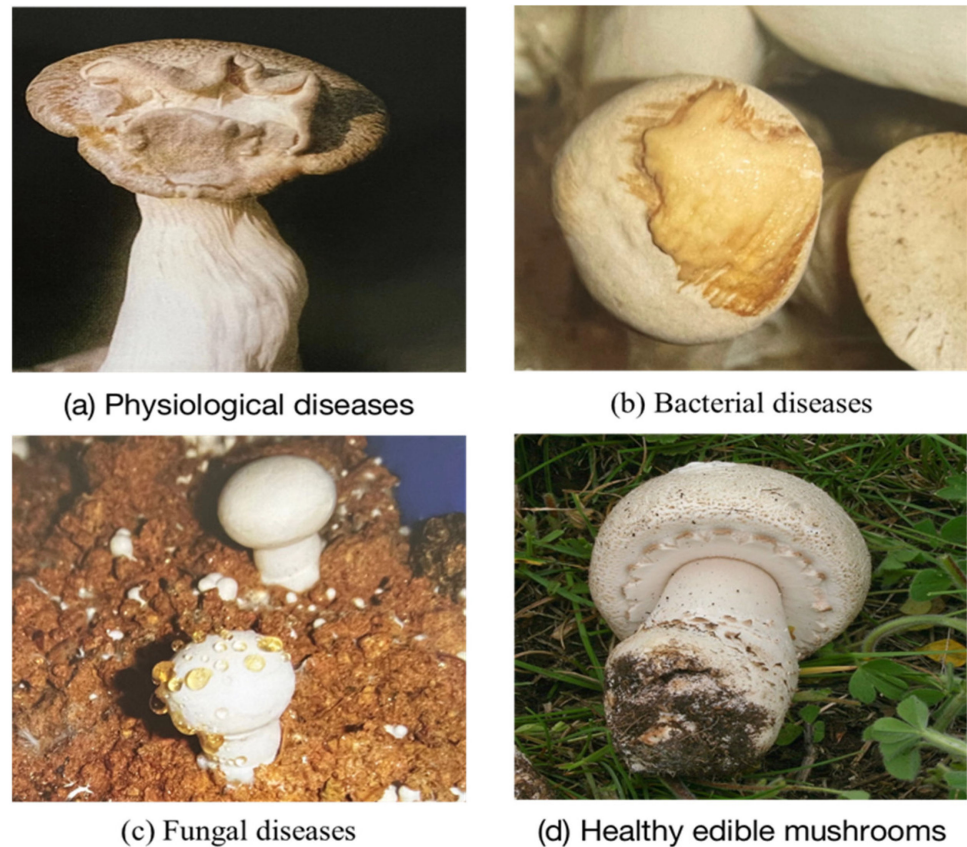 (a) Physiological diseases
(b) Bacterial diseases
(c) Fungal diseases
(d) Healthy edible mushrooms